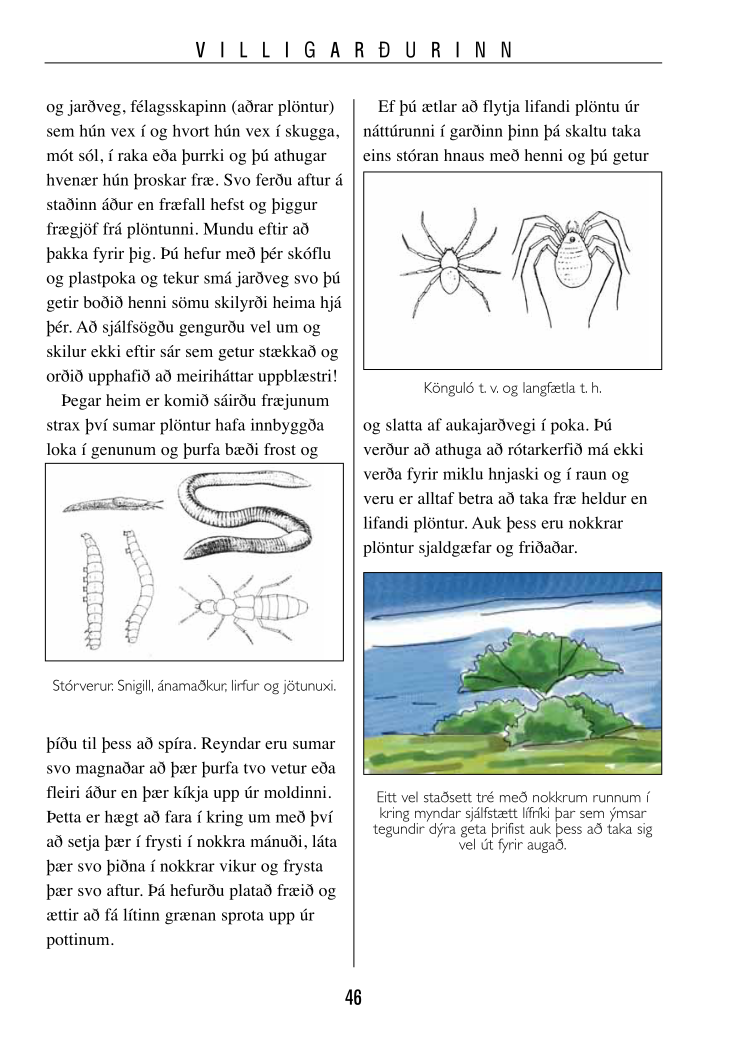 VILLIGARÐURINN
og jarðveg, félagsskapinn (aðrar plöntur)
sem hún vex í og hvort hún vex í skugga,
mót sól, í raka eða þurrki og þú athugar
hvenær hún þroskar fræ. Svo ferðu aftur á
staðinn áður en fræfall hefst og þiggur
frægjöf frá plöntunni. Mundu eftir að
þakka fyrir þig. Þú hefur með þér skóflu
og plastpoka og tekur smá jarðveg svo þú
getir boðið henni sömu skilyrði heima hjá
þér. Að sjálfsögðu gengurðu vel um og
skilur ekki eftir sár sem getur stækkað og
orðið upphafið að meiriháttar uppblæstri!
Þegar heim er komið sáirðu fræjunum
strax því sumar plöntur hafa innbyggða
loka í genunum og þurfa bæði frost og
Stórverur. Snigill, ánamaðkur, lirfur og jötunuxi.
þíðu til þess að spíra. Reyndar eru sumar
svo magnaðar að þær þurfa tvo vetur eða
fleiri áður en þær kíkja upp úr moldinni.
Þetta er hægt að fara í kring um með því
að setja þær í frysti í nokkra mánuði, láta
þær svo þiðna í nokkrar vikur og frysta
þær svo aftur. Þá hefurðu platað fræið og
ættir að fá lítinn grænan sprota upp úr
pottinum.
Ef þú ætlar að flytja lifandi plöntu úr
náttúrunni í garðinn þinn þá skaltu taka
eins stóran hnaus með henni og þú getur
Könguló t. v. og langfætla t. h.
og slatta af aukajarðvegi í poka. Þú
verður að athuga að rótarkerfið má ekki
verða fyrir miklu hnjaski og í raun og
veru er alltaf betra að taka fræ heldur en
lifandi plöntur. Auk þess eru nokkrar
plöntur sjaldgæfar og friðaðar.
Eitt vel staðsett tré með nokkrum runnum í
kring myndar sjálfstætt lífríki þar sem ýmsar
tegundir dýra geta þrifist auk þess að taka sig
vel út fyrir augað.
46